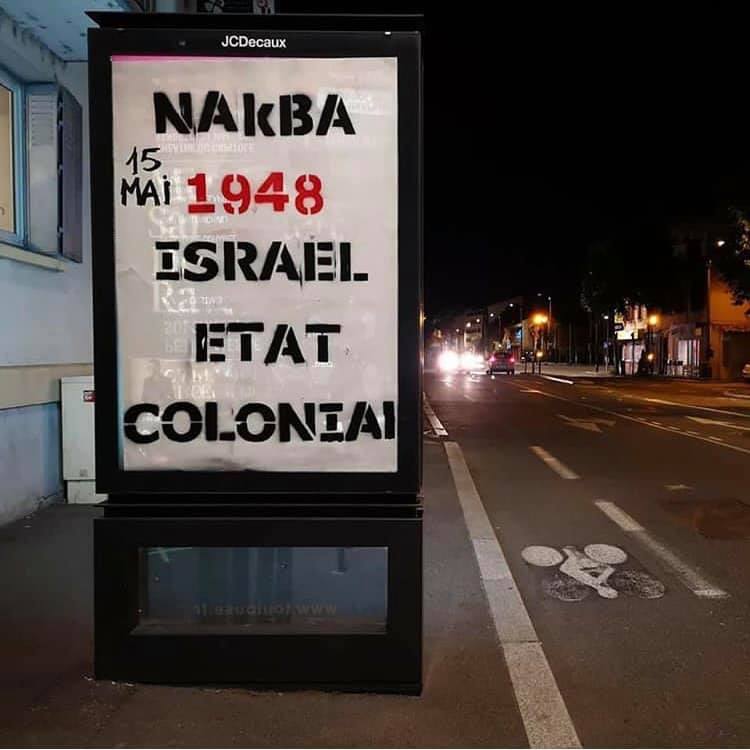 JCDecaux
NAkBA
15
MAi 1948
ISRAEL
ETAT
COLONIAl